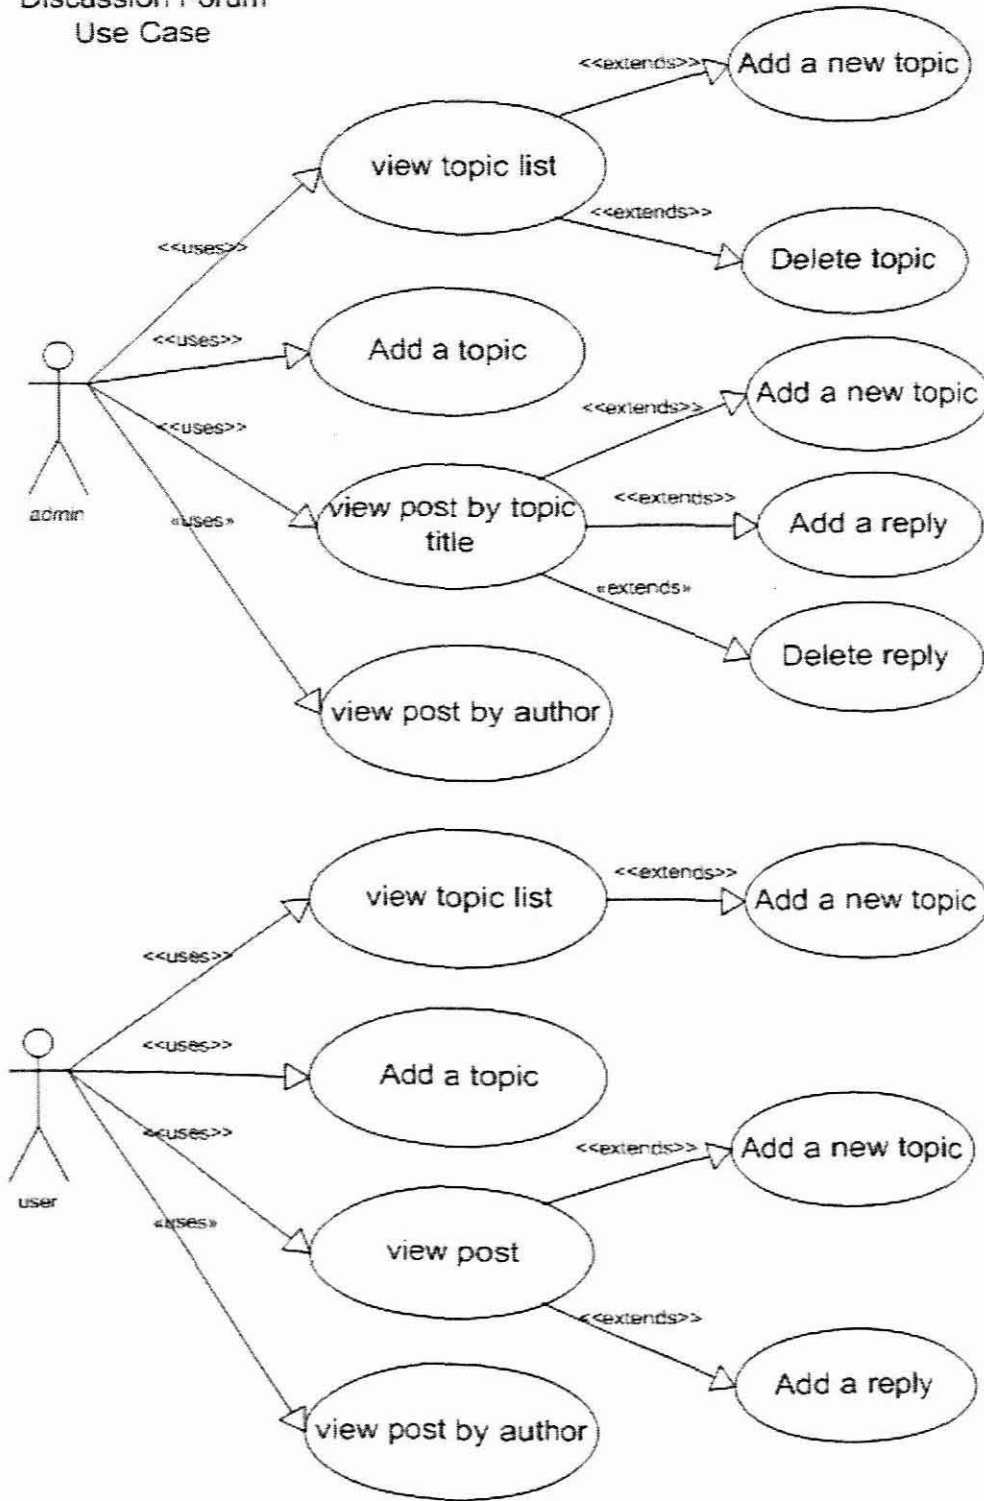 Discussion Forum
Use Case
<<extends>>
Add a new topic
view topic list
<<extends>>
Delete topic
<<uses>>
<<uses>>
Add a topic
Add a new topic
<<extends>>
<<uses>>
admin
«uses»
view post by topic
title
<<extends>>
Add a reply
«extends»
Delete reply
view post by author
view topic list
<<extends>>
Add a new topic
<<uses>>
<<uses>>
Add a topic
<<uses>>
<<extends>>
Add a new topic
user
«uses»
view post
<<extends>>
Add a reply
view post by author